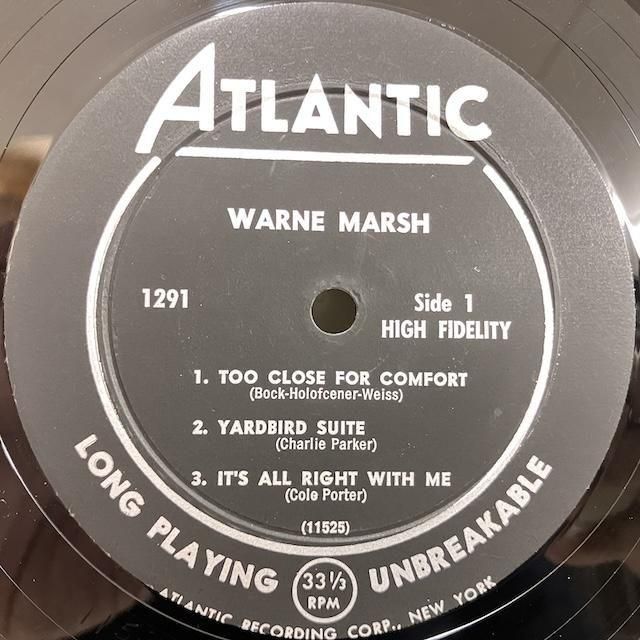 ATLANTIC
WARNE MARSH
1291
Side 1
HIGH FIDELITY
1. TOO CLOSE FOR COMFORT
(Bock-Holofcener-Weiss)
2. YARDBIRD SUITE
(Charlie Parker)
3. IT'S ALL RIGHT WITH ME
(Cole Porter)
(11525)
LONG PLAYING 33⅓ RPM UNBREAKABLE
ATLANTIC RECORDING CORP., NEW YORK